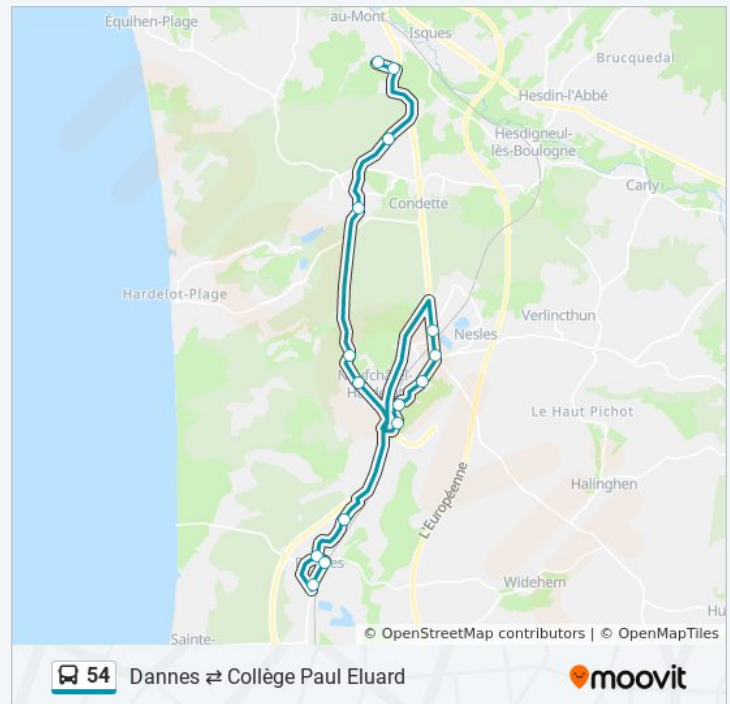 Équihen-Plage
au-Mont
Isques
Brucquedal
Hesdin-l'Abbé
Hesdigneul-
lès-Boulogne
Carly
Condette
Hardelot-Plage
Verlincthun
Nesles
Le Haut Pichot
L'Européenne
Halinghen
Widehem
Hu
Sainte-
© OpenStreetMap contributors | © OpenMapTiles
54 Dannes ⇄ Collège Paul Eluard
moovit